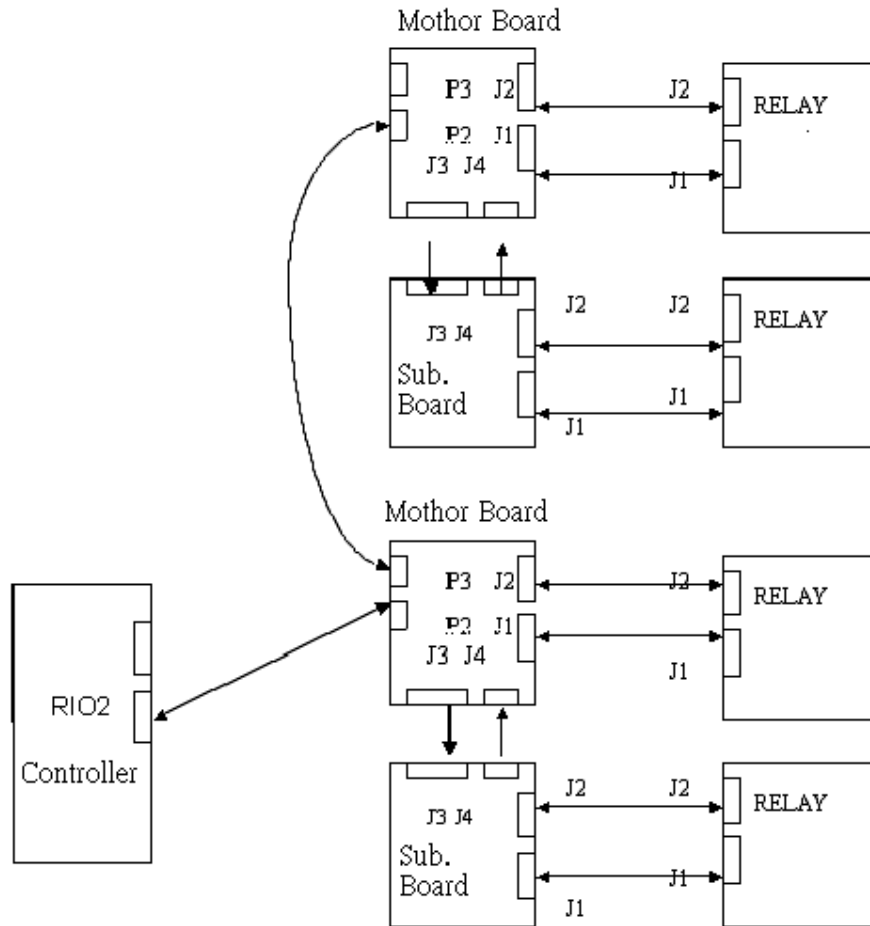 Mothor Board
P3 J2
P2 J1
J3 J4
J2
J1
RELAY
J3 J4
Sub.
Board
J2
J1
J2
J1
RELAY
Mothor Board
P3 J2
P2 J1
J3 J4
J2
J1
RELAY
RIO2
Controller
J3 J4
Sub.
Board
J2
J1
J2
J1
RELAY